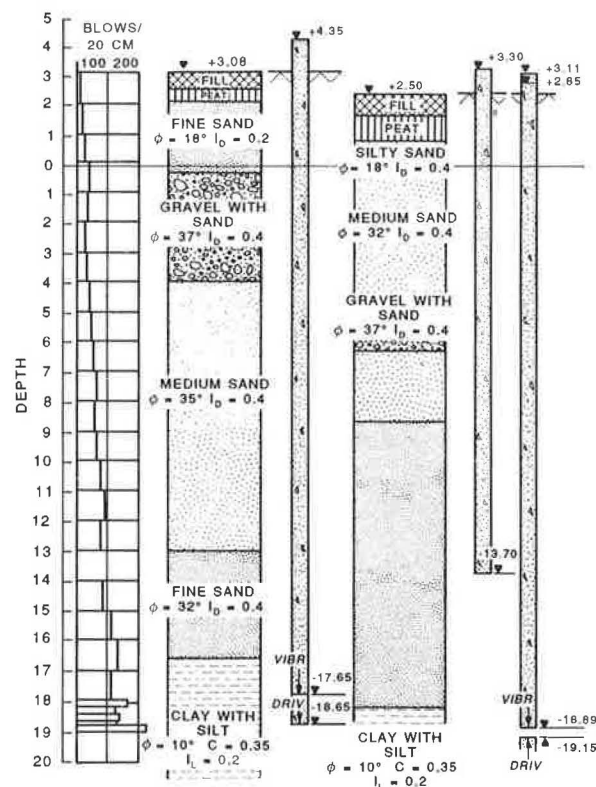 BLOWS/
20 CM
100 200
DEPTH
5
4
3
2
1
0
1
2
3
4
5
6
7
8
9
10
11
12
13
14
15
16
17
18
19
20
+3,08
FILL
PEAT
FINE SAND
φ = 18° I_D = 0.2
GRAVEL WITH
SAND
φ = 37° I_D = 0.4
MEDIUM SAND
φ = 35° I_D = 0.4
FINE SAND
φ = 32° I_D = 0.4
CLAY WITH
SILT
φ = 10° C = 0,35
I_L = 0,2
+4.35
VIBR
-17.65
DRIV
-18.65
+2.50
FILL
PEAT
SILTY SAND
φ = 18° I_D = 0.4
MEDIUM SAND
φ = 32° I_D = 0.4
GRAVEL WITH
SAND
φ = 37° I_D = 0.4
CLAY WITH
SILT
φ = 10° C = 0,35
I_L = 0.2
+3,30
-13.70
+3,11
+2,85
VIBR
-18.89
-19.15
DRIV